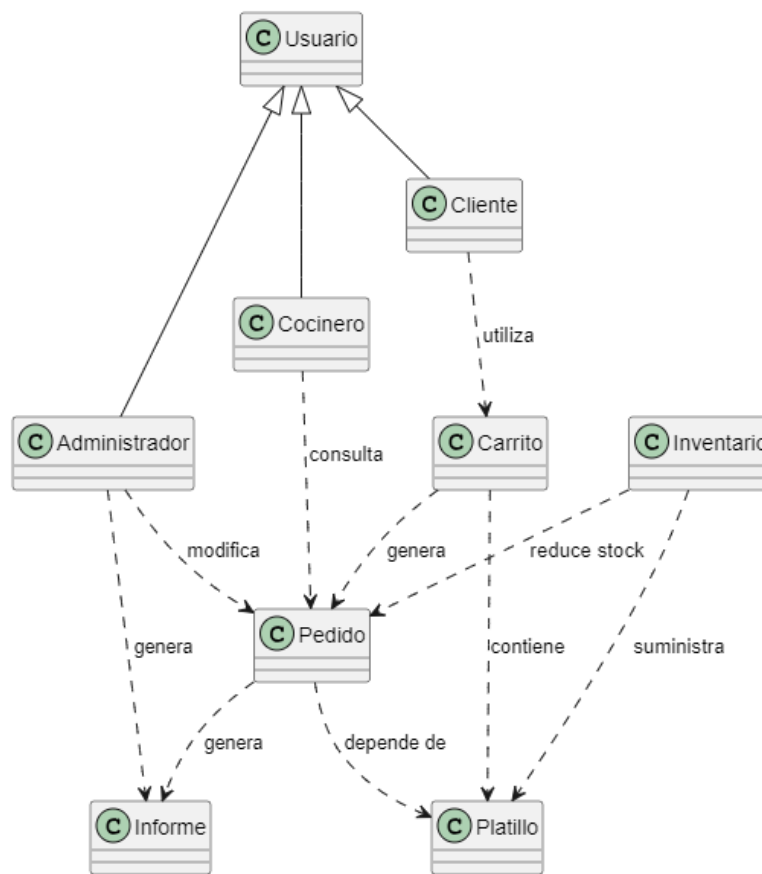 C Usuario
C Cliente
utiliza
C Cocinero
consulta
C Administrador
C Carrito
C Inventario
modifica
genera
reduce stock
genera
C Pedido
contiene
suministra
genera
depende de
C Informe
C Platillo